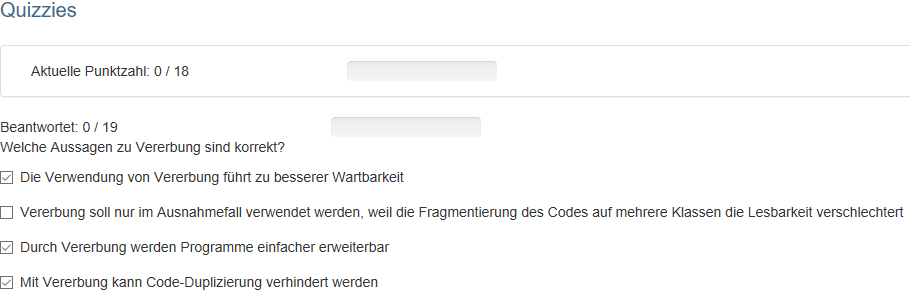 Quizzies
Aktuelle Punktzahl: 0 / 18
Beantwortet: 0 / 19
Welche Aussagen zu Vererbung sind korrekt?
Die Verwendung von Vererbung führt zu besserer Wartbarkeit
Vererbung soll nur im Ausnahmefall verwendet werden, weil die Fragmentierung des Codes auf mehrere Klassen die Lesbarkeit verschlechtert
Durch Vererbung werden Programme einfacher erweiterbar
Mit Vererbung kann Code-Duplizierung verhindert werden